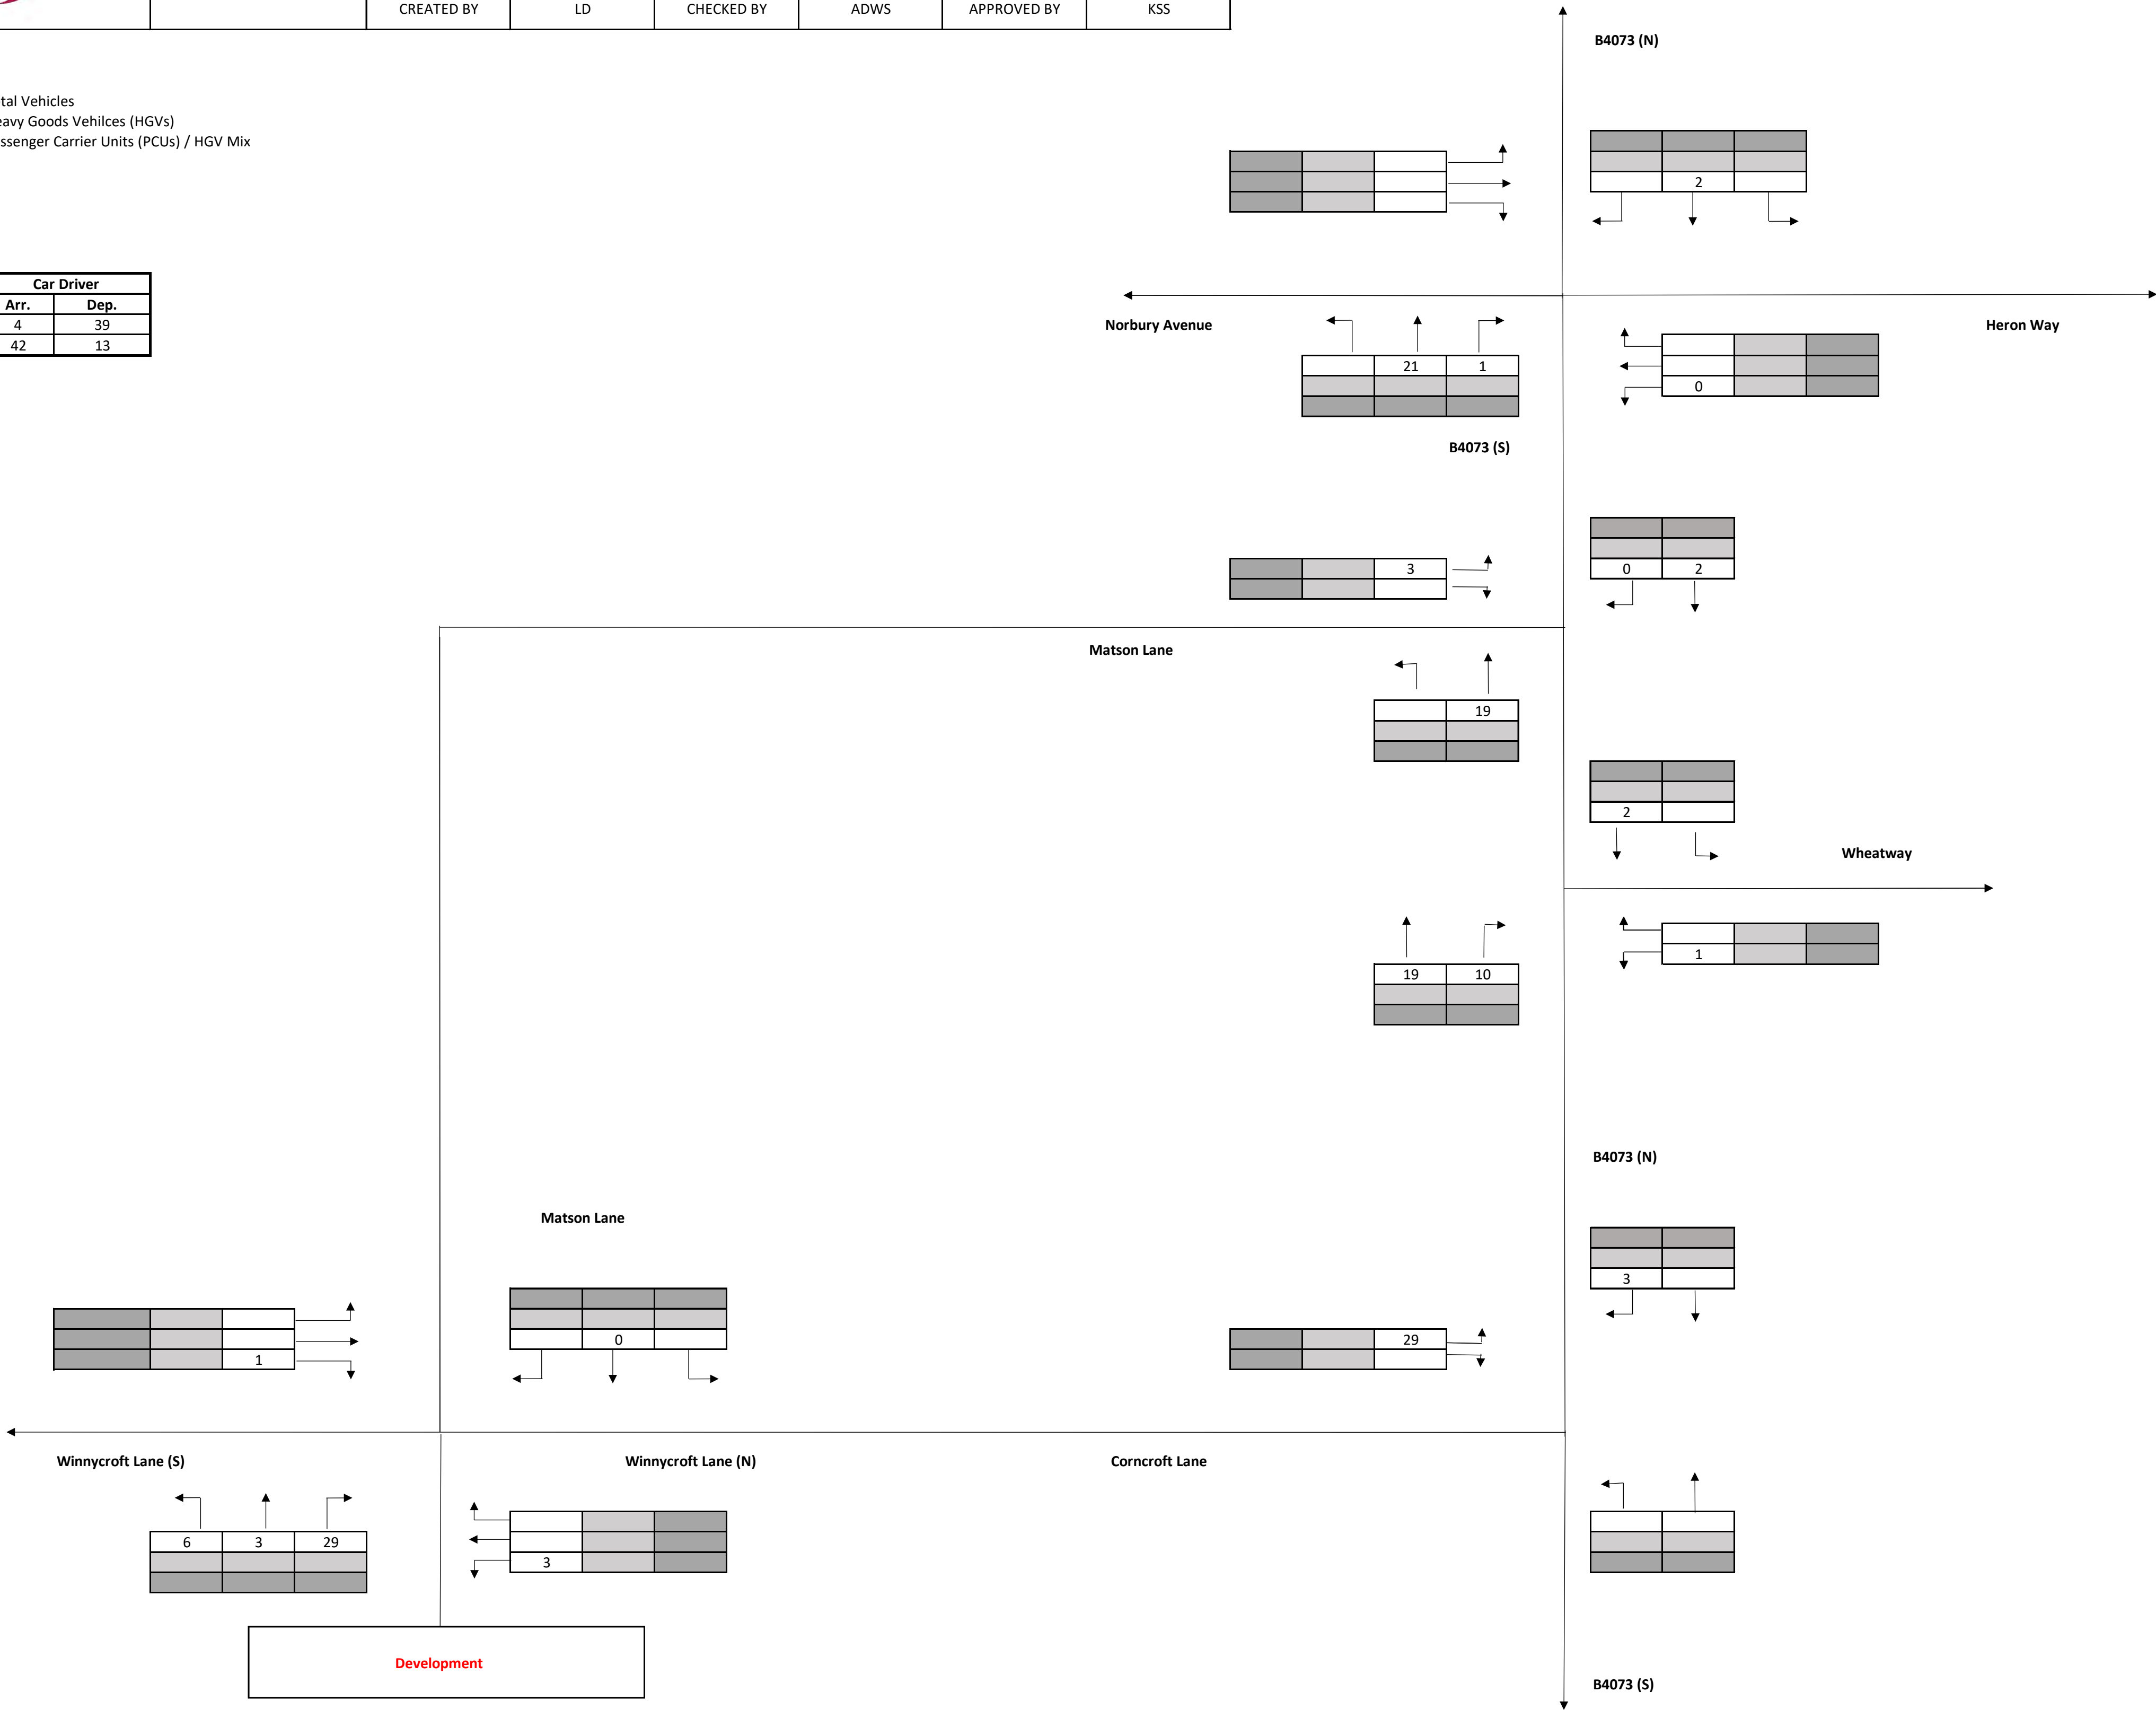 CREATED BY LD CHECKED BY ADWS APPROVED BY KSS
B4073 (N)
tal Vehicles
eavy Goods Vehilces (HGVs)
ssenger Carrier Units (PCUs) / HGV Mix
2
Car Driver
Arr. Dep.
4 39
42 13
Norbury Avenue
Heron Way
21 1
0
B4073 (S)
3
0 2
Matson Lane
19
2
Wheatway
19 10
1
B4073 (N)
Matson Lane
3
1
0
29
Winnycroft Lane (S)
Winnycroft Lane (N)
Corncroft Lane
6 3 29
3
Development
B4073 (S)